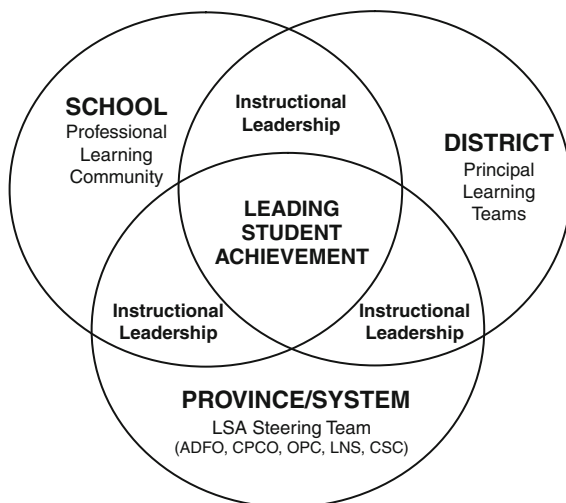 SCHOOL
Professional
Learning
Community
Instructional
Leadership
DISTRICT
Principal
Learning
Teams
LEADING
STUDENT
ACHIEVEMENT
Instructional
Leadership
Instructional
Leadership
PROVINCE/SYSTEM
LSA Steering Team
(ADFO, CPCO, OPC, LNS, CSC)